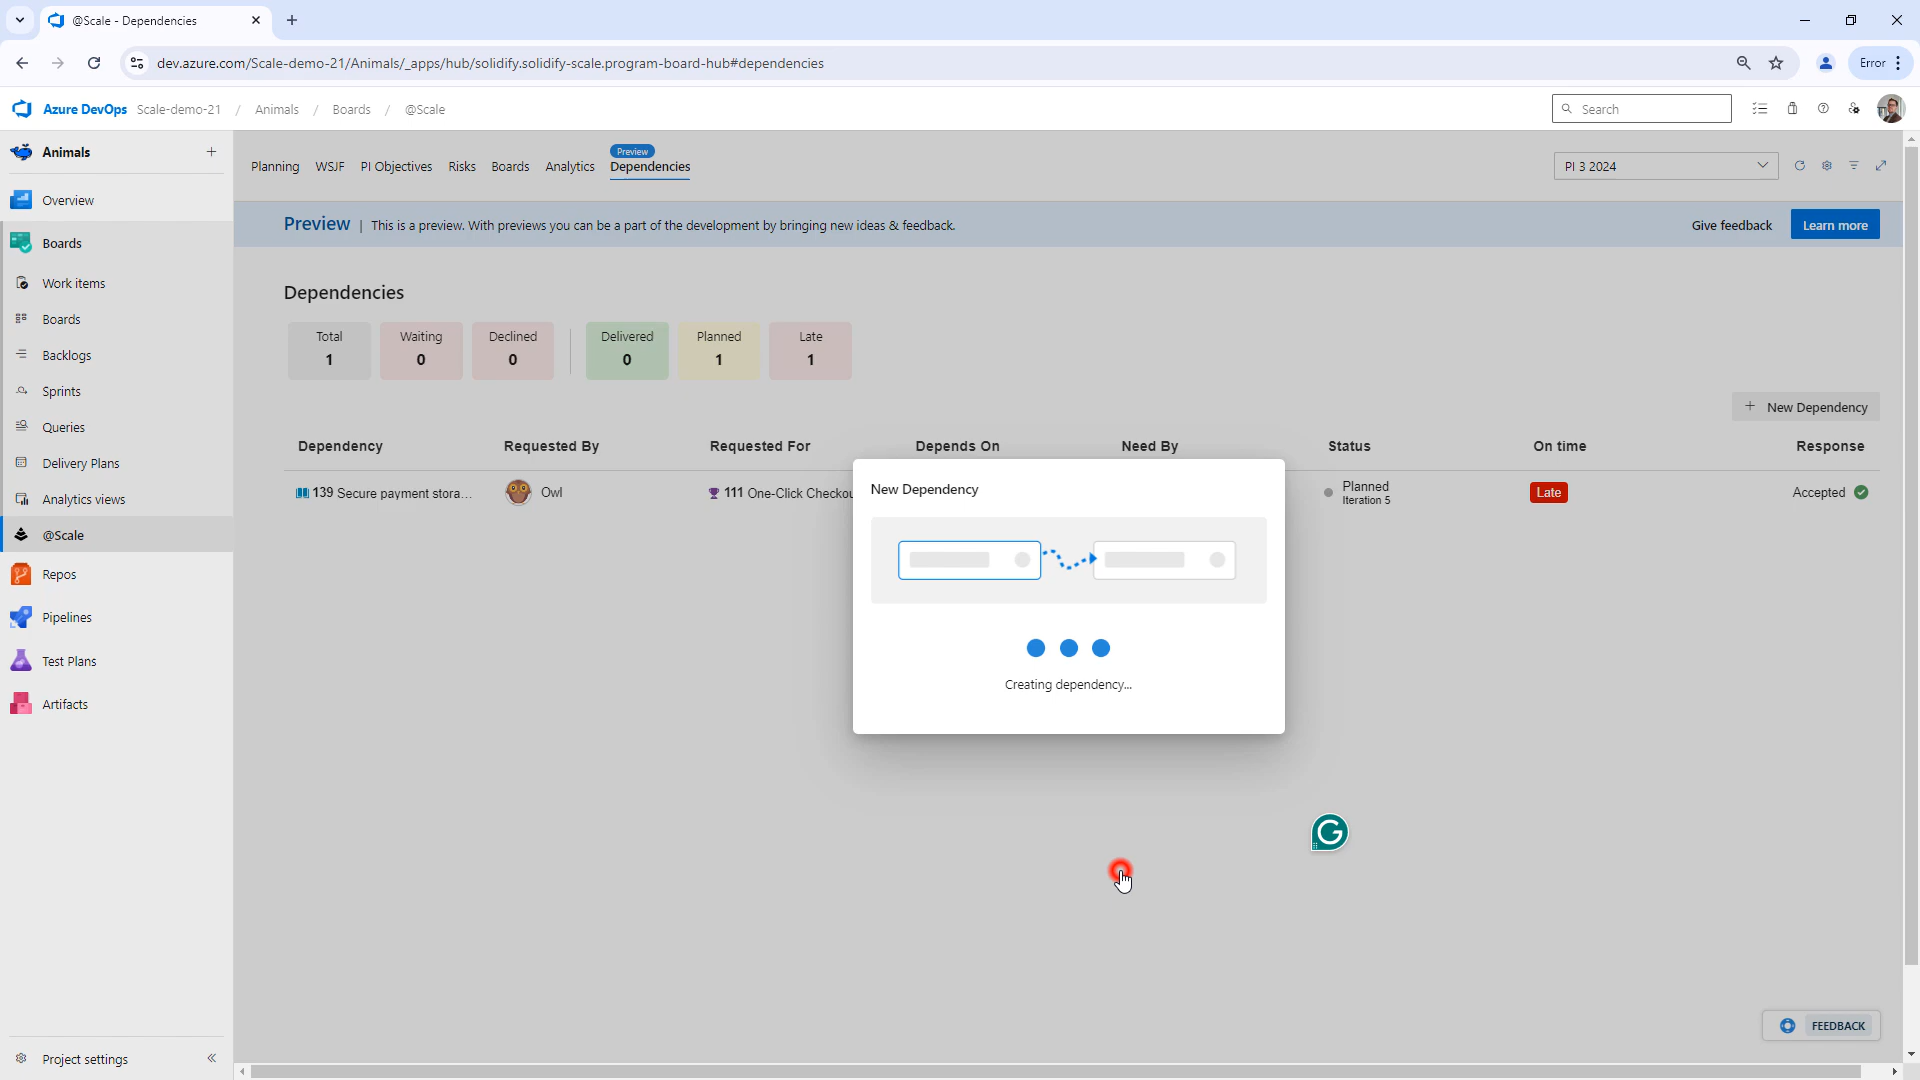 @Scale - Dependencies
dev.azure.com/Scale-demo-21/Animals/_apps/hub/solidify.solidify-scale.program-board-hub#dependencies
Error
Azure DevOps Scale-demo-21 / Animals / Boards / @Scale
Search
Animals
Overview
Boards
Work items
Boards
Backlogs
Sprints
Queries
Delivery Plans
Analytics views
@Scale
Repos
Pipelines
Test Plans
Artifacts
Project settings
Preview
Planning WSJF PI Objectives Risks Boards Analytics Dependencies
PI 3 2024
Preview | This is a preview. With previews you can be a part of the development by bringing new ideas & feedback.
Give feedback
Learn more
Dependencies
Total Waiting Declined Delivered Planned Late
1 0 0 0 1 1
+ New Dependency
Dependency Requested By Requested For Depends On Need By Status On time Response
139 Secure payment stora... Owl 111 One-Click Checkou Planned Late Accepted
Iteration 5
New Dependency
Creating dependency...
G
FEEDBACK